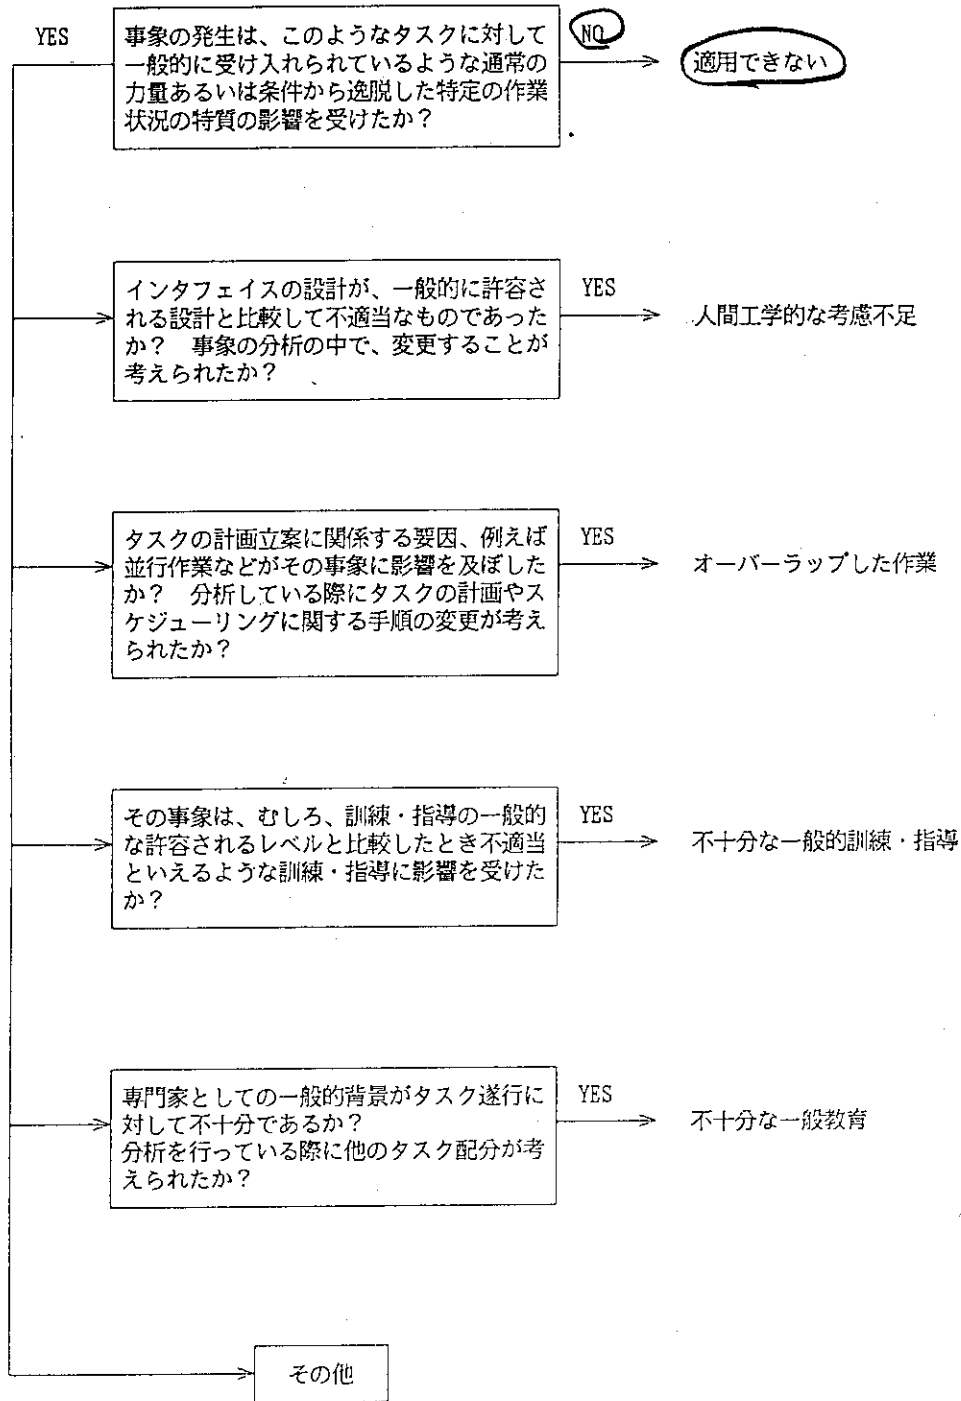 YES
事象の発生は、このようなタスクに対して
一般的に受け入れられているような通常の
力量あるいは条件から逸脱した特定の作業
状況の特質の影響を受けたか？
NO
適用できない
インタフェイスの設計が、一般的に許容さ
れる設計と比較して不適当なものであった
か？　事象の分析の中で、変更することが
考えられたか？
YES
人間工学的な考慮不足
タスクの計画立案に関係する要因、例えば
並行作業などがその事象に影響を及ぼした
か？　分析している際にタスクの計画やス
ケジューリングに関する手順の変更が考え
られたか？
YES
オーバーラップした作業
その事象は、むしろ、訓練・指導の一般的
な許容されるレベルと比較したとき不適当
といえるような訓練・指導に影響を受けた
か？
YES
不十分な一般的訓練・指導
専門家としての一般的背景がタスク遂行に
対して不十分であるか？
分析を行っている際に他のタスク配分が考
えられたか？
YES
不十分な一般教育
その他